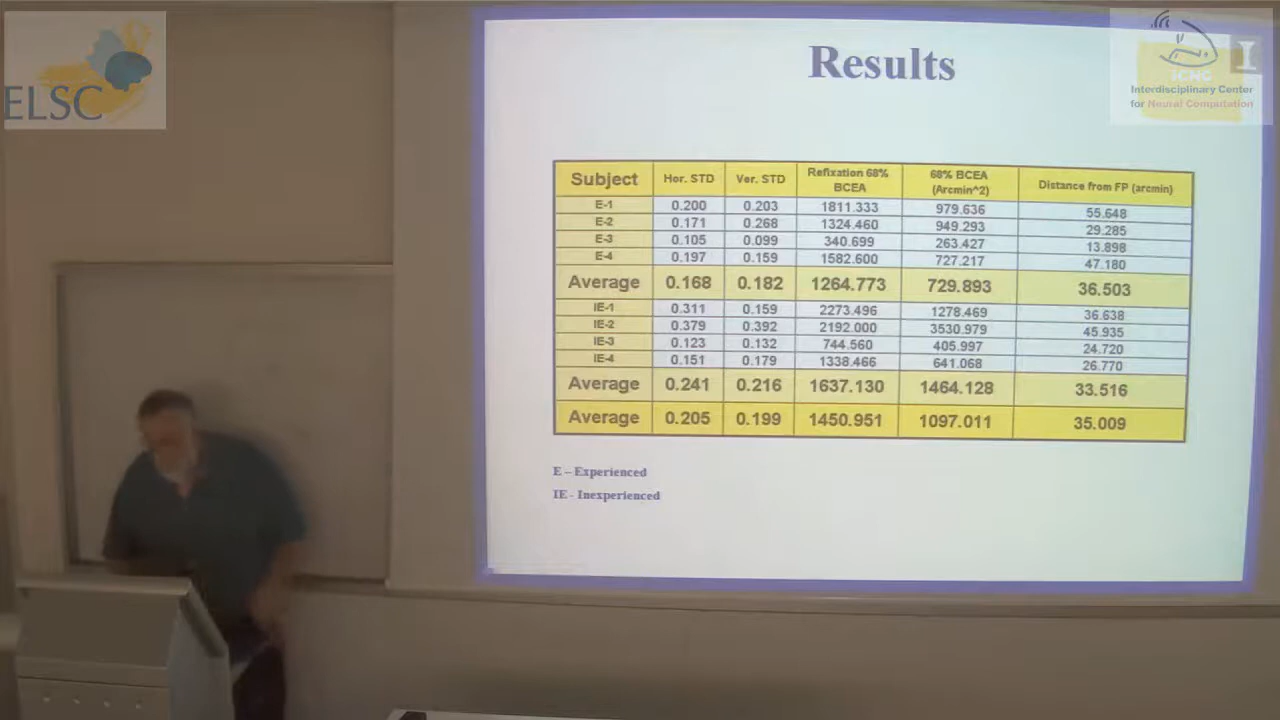 ELSC
Results
I
ICNC
Interdisciplinary Center
for Neural Computation
Subject Hor. STD Ver. STD Refixation 68% BCEA 68% BCEA (Arcmin^2) Distance from FP (arcmin)
E-1 0.200 0.203 1811.333 979.636 55.648
E-2 0.171 0.268 1324.460 949.293 29.285
E-3 0.105 0.099 340.699 263.427 13.898
E-4 0.197 0.159 1582.600 727.217 47.180
Average 0.168 0.182 1264.773 729.893 36.503
IE-1 0.311 0.159 2273.496 1278.469 36.638
IE-2 0.379 0.392 2192.000 3530.979 45.935
IE-3 0.123 0.132 744.560 405.997 24.720
IE-4 0.151 0.179 1338.466 641.068 26.770
Average 0.241 0.216 1637.130 1464.128 33.516
Average 0.205 0.199 1450.951 1097.011 35.009
E – Experienced
IE - Inexperienced